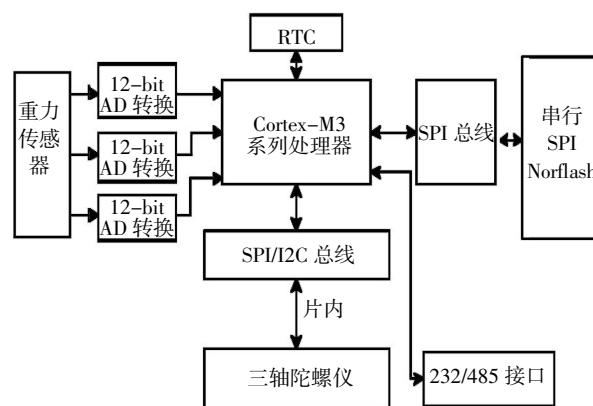 RTC
重力
传感
器
12-bit
AD 转换
12-bit
AD 转换
12-bit
AD 转换
Cortex-M3
系列处理器
SPI 总线
串行
SPI
Norflash
SPI/I2C 总线
片内
三轴陀螺仪
232/485 接口